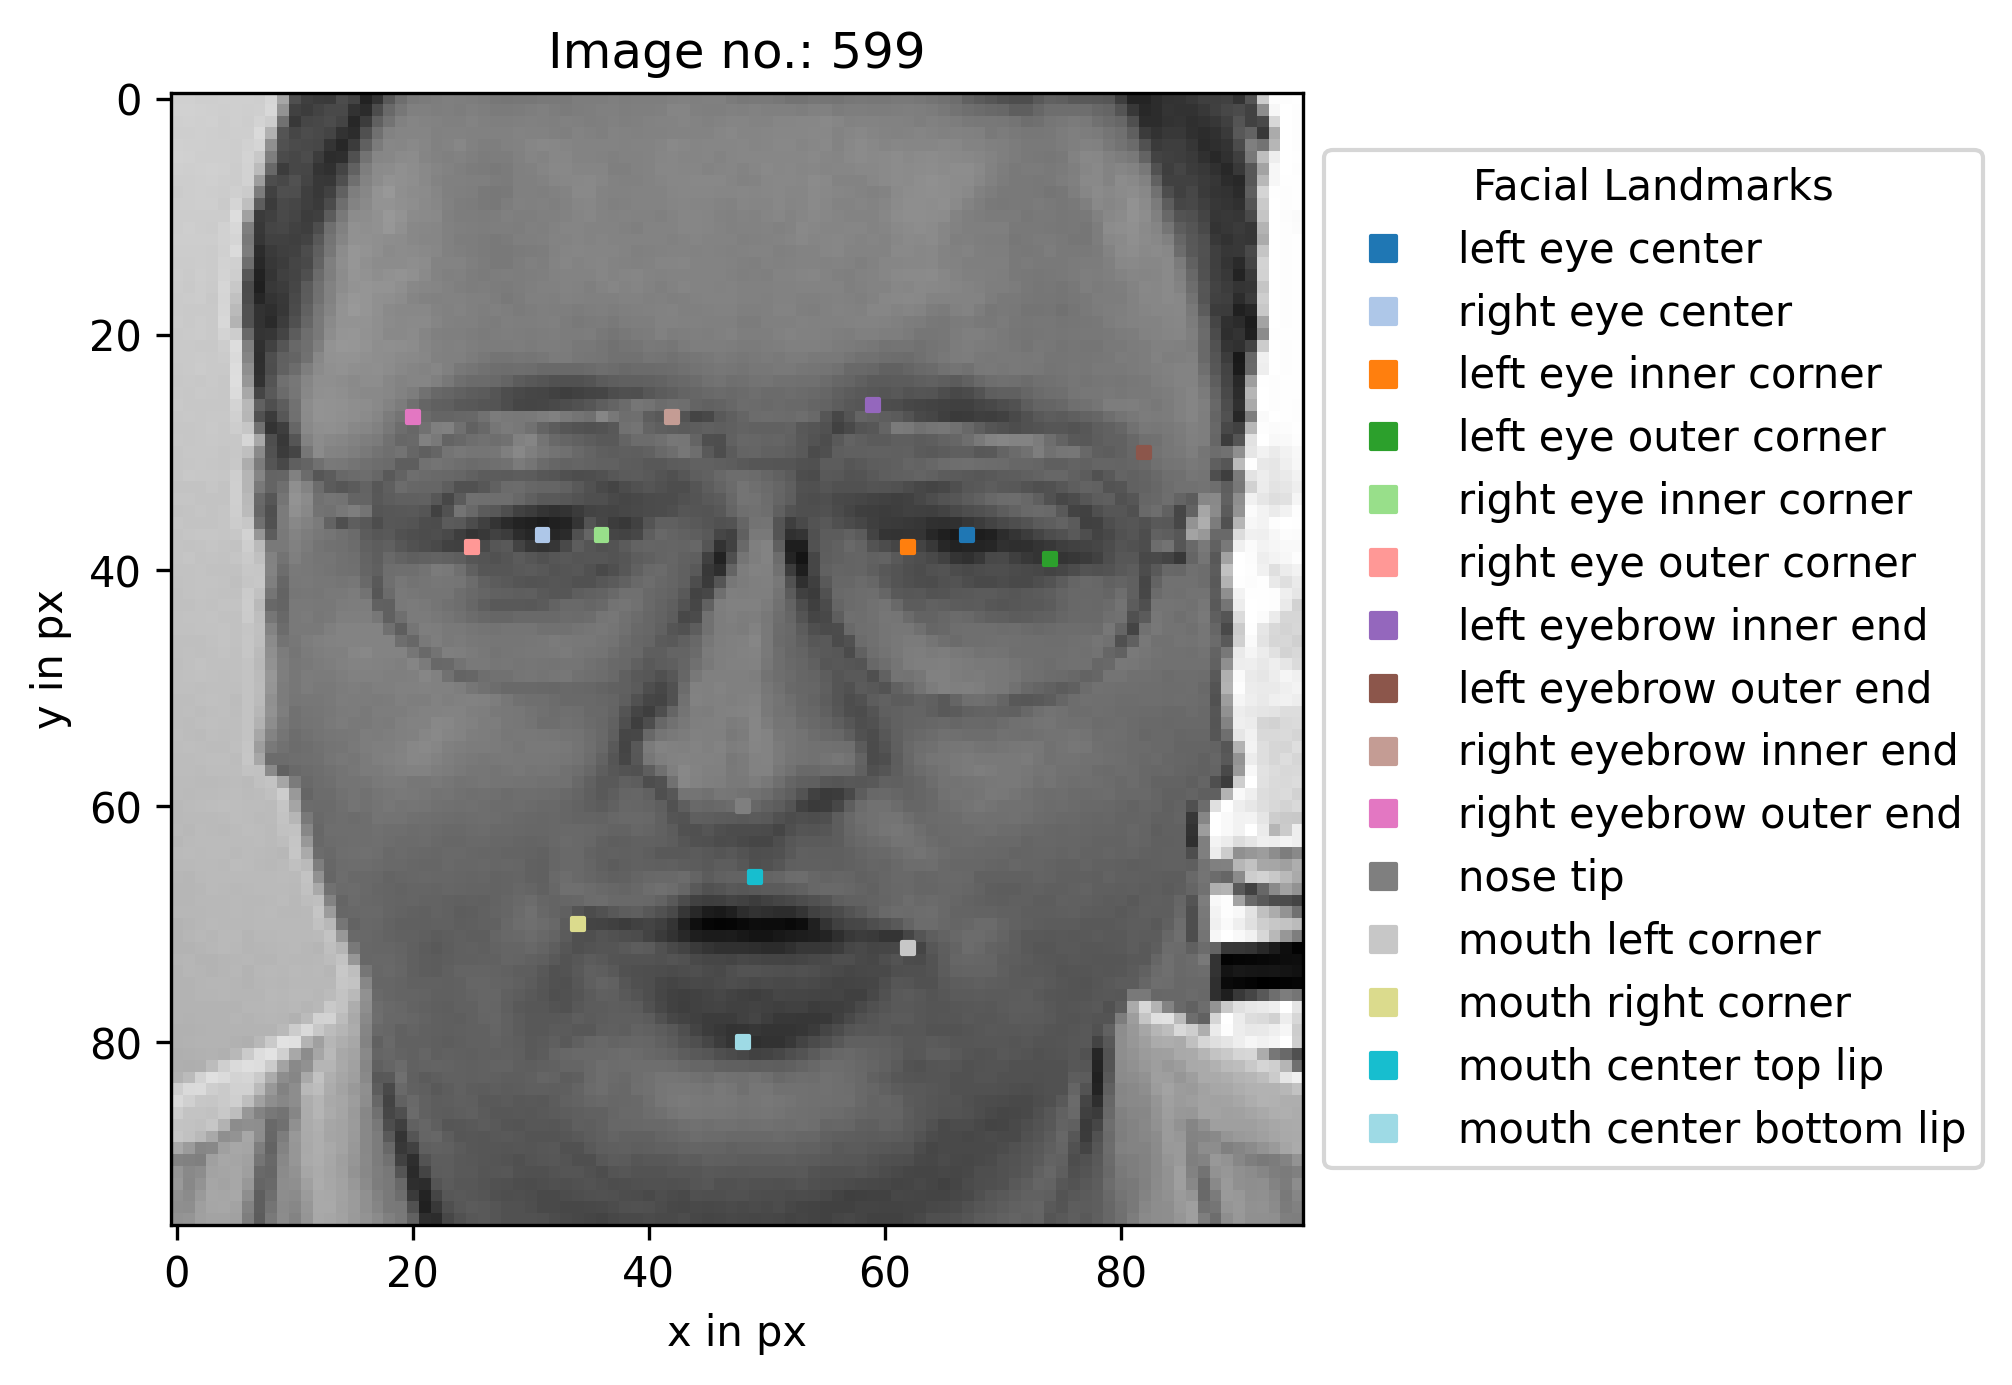 Image no.: 599
0
20
40
60
80
y in px
0 20 40 60 80
x in px
Facial Landmarks
left eye center
right eye center
left eye inner corner
left eye outer corner
right eye inner corner
right eye outer corner
left eyebrow inner end
left eyebrow outer end
right eyebrow inner end
right eyebrow outer end
nose tip
mouth left corner
mouth right corner
mouth center top lip
mouth center bottom lip